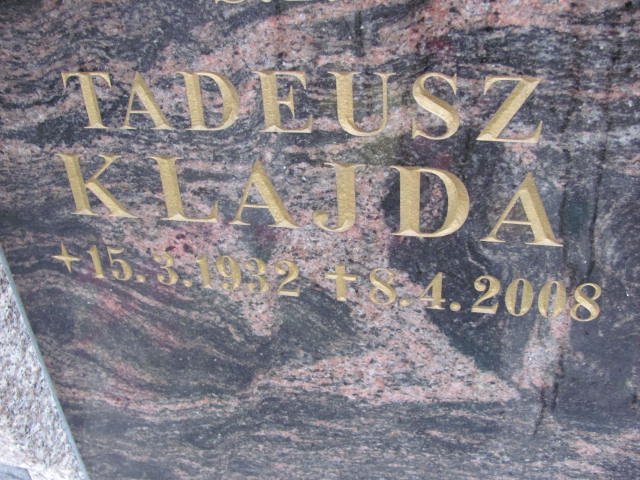 TADEUSZ
KLAJDA
+15.3.1932 +8.4.2008